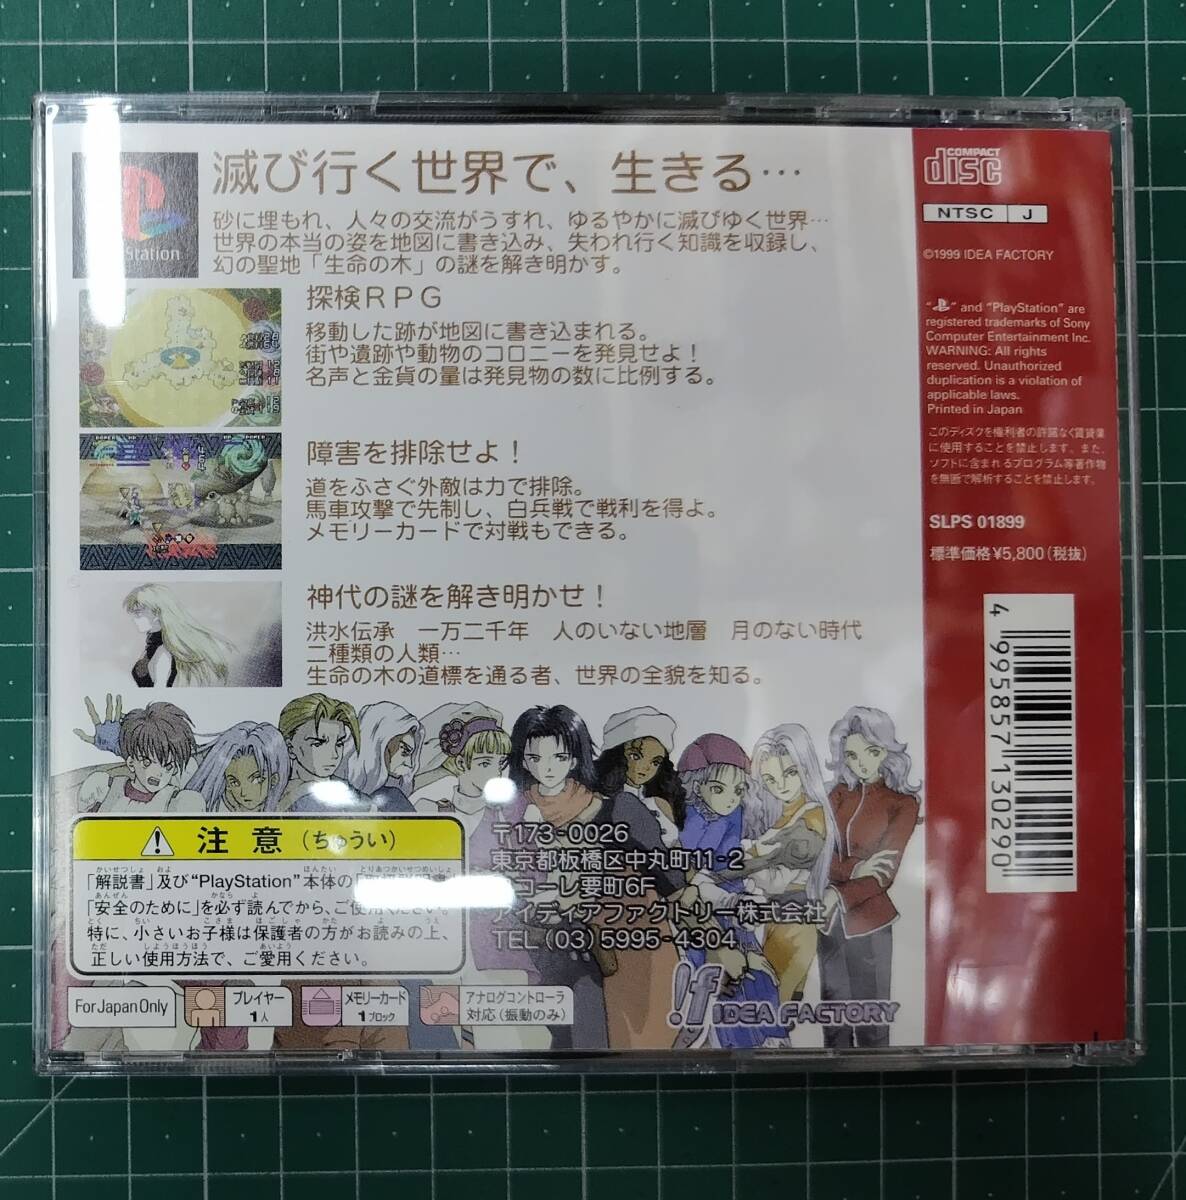 滅び行く世界で、生きる…
砂に埋もれ、人々の交流がうすれ、ゆるやかに滅びゆく世界…
世界の本当の姿を地図に書き込み、失われ行く知識を収録し、
幻の聖地「生命の木」の謎を解き明かす。
探検RPG
移動した跡が地図に書き込まれる。
街や遺跡や動物のコロニーを発見せよ！
名声と金貨の量は発見物の数に比例する。
障害を排除せよ！
道をふさぐ外敵は力で排除。
馬車攻撃で先制し、白兵戦で戦利を得よ。
メモリーカードで対戦もできる。
神代の謎を解き明かせ！
洪水伝承　一万二千年　人のいない地層　月のない時代
二種類の人類…
生命の木の道標を通る者、世界の全貌を知る。
注意（ちゅうい）
「解説書」及び“PlayStation”本体の
「安全のために」を必ず読んでから、ご使用ください。
特に、小さいお子様は保護者の方がお読みの上、
正しい使用方法で、ご愛用ください。
For Japan Only
プレイヤー
1人
メモリーカード
1ブロック
アナログコントローラ
対応（振動のみ）
〒173-0026
東京都板橋区中丸町11-2
コーレ要町6F
アイディアファクトリー株式会社
TEL (03) 5995-4304
!f IDEA FACTORY
COMPACT
disc
NTSC J
©1999 IDEA FACTORY
“PS” and “PlayStation” are
registered trademarks of Sony
Computer Entertainment Inc.
WARNING: All rights
reserved. Unauthorized
duplication is a violation of
applicable laws.
Printed in Japan
このディスクを権利者の許諾なく賃貸業
に使用することを禁止します。また、
ソフトに含まれるプログラム等著作物
を無断で解析することを禁止します。
SLPS 01899
標準価格¥5,800（税抜）
4 995857 130290